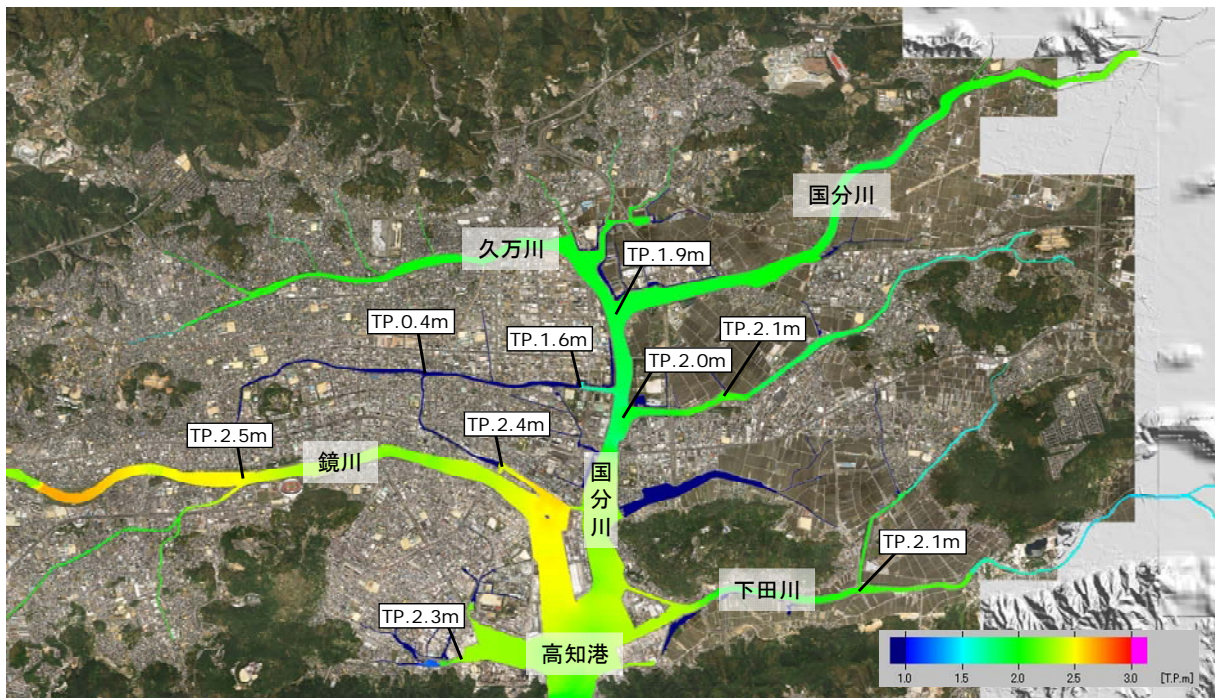 国分川
久万川
TP.1.9m
TP.0.4m
TP.1.6m
TP.2.1m
TP.2.0m
TP.2.5m
TP.2.4m
鏡川
国分川
TP.2.1m
下田川
TP.2.3m
高知港
1.0 1.5 2.0 2.5 3.0 [T.P.m]